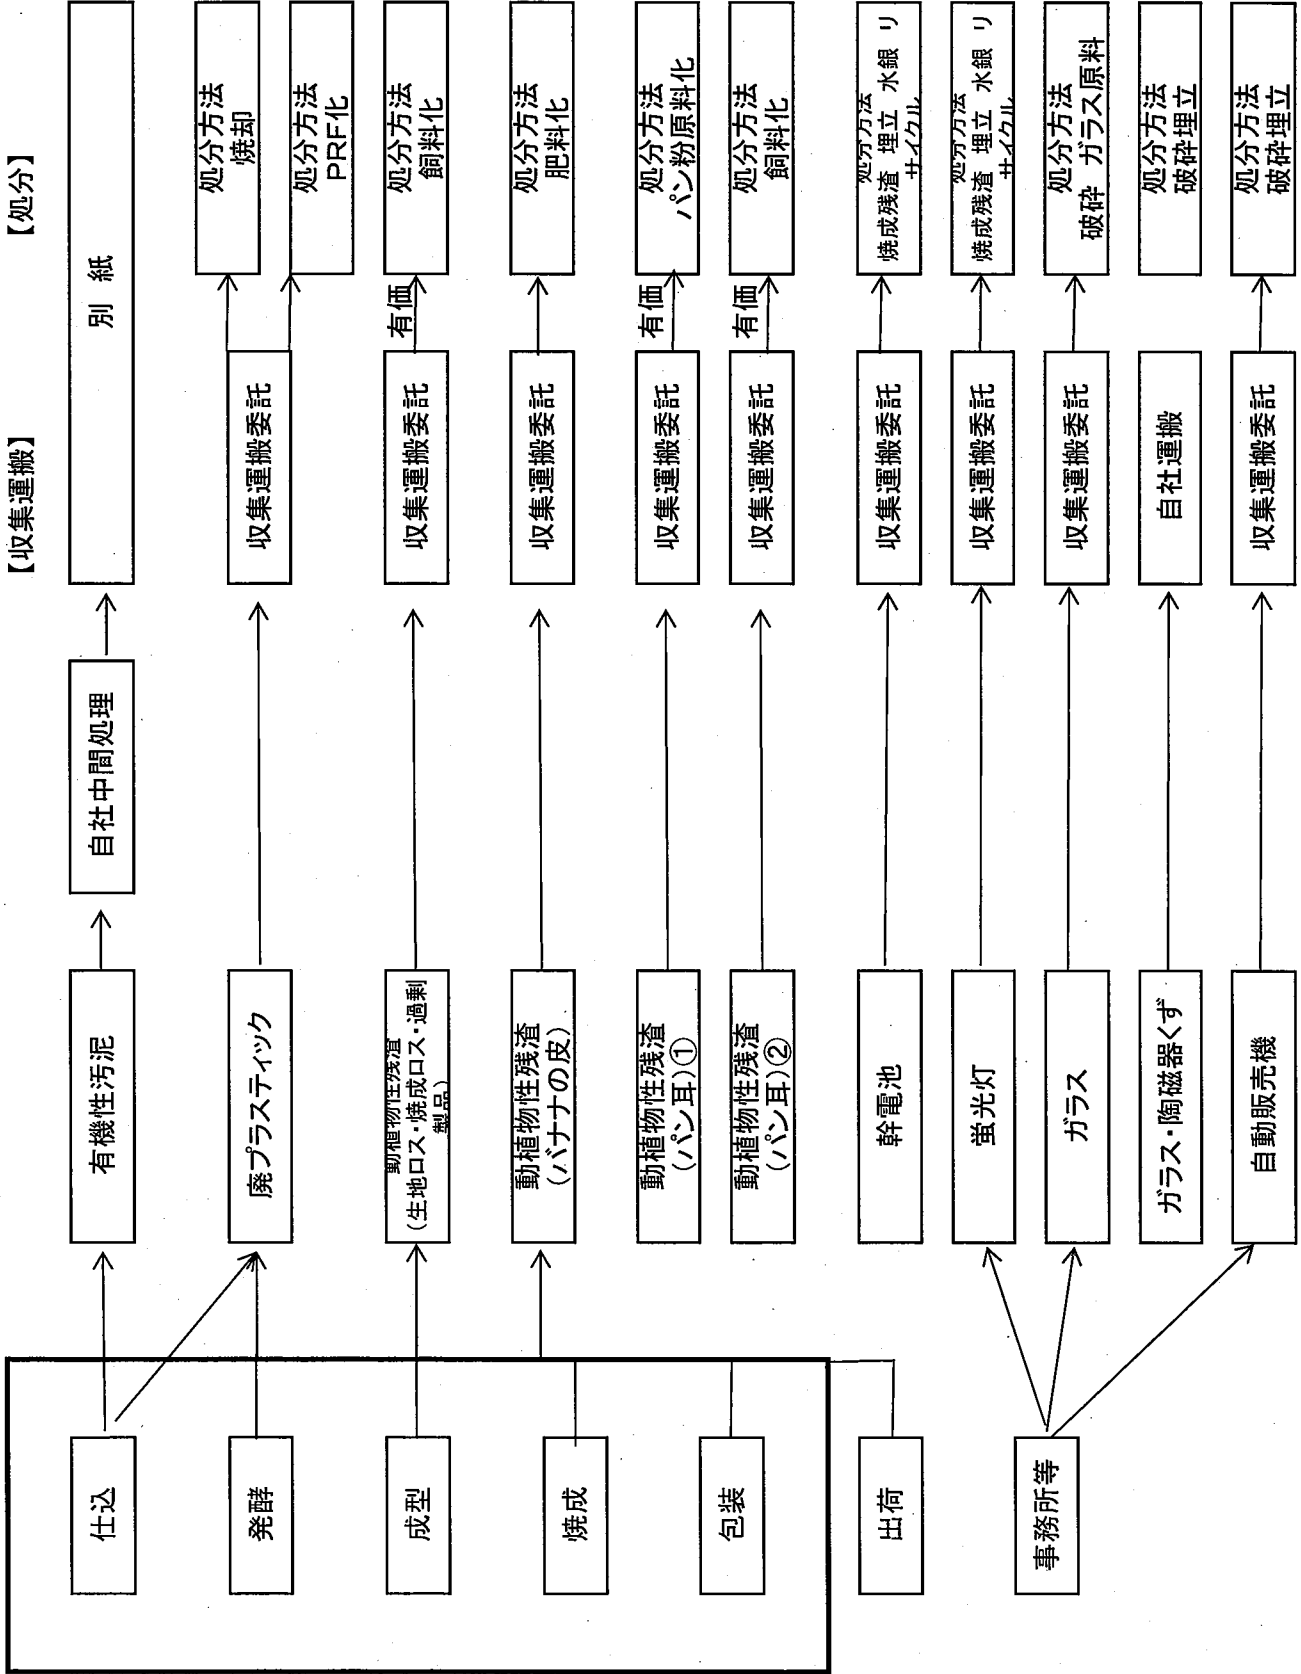 【収集運搬】
【処分】
仕込
有機性汚泥
自社中間処理
別 紙
発酵
廃プラスティック
収集運搬委託
処分方法
焼却
処分方法
PRF化
成型
動植物性残渣
(生地ロス・焼成ロス・過剰
製品)
収集運搬委託
有価
処分方法
飼料化
焼成
動植物性残渣
(バナナの皮)
収集運搬委託
処分方法
肥料化
包装
動植物性残渣
(パン耳)①
収集運搬委託
有価
処分方法
パン粉原料化
動植物性残渣
(パン耳)②
収集運搬委託
有価
処分方法
飼料化
出荷
幹電池
収集運搬委託
処分方法
焼成残渣 埋立 水銀 リ
サイクル
事務所等
蛍光灯
収集運搬委託
処分方法
焼成残渣 埋立 水銀 リ
サイクル
ガラス
収集運搬委託
処分方法
破砕 ガラス原料
ガラス・陶磁器くず
自社運搬
処分方法
破砕埋立
自動販売機
収集運搬委託
処分方法
破砕埋立